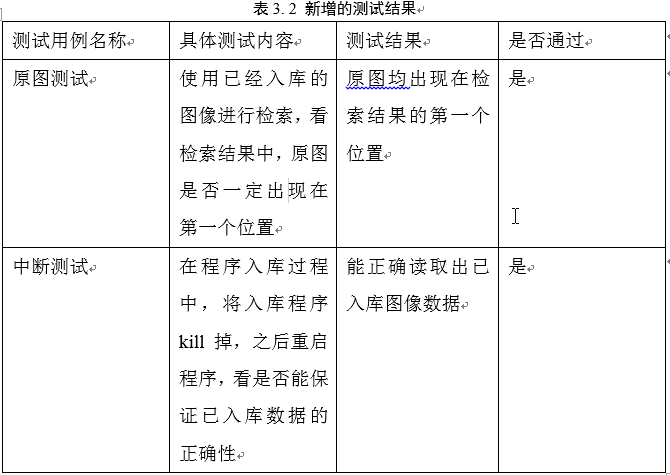 表 3.2 新增的测试结果
测试用例名称 具体测试内容 测试结果 是否通过
原图测试 使用已经入库的 原图均出现在检 是
图像进行检索，看 索结果的第一个
检索结果中，原图 位置
是否一定出现在
第一个位置
中断测试 在程序入库过程 能正确读取出已 是
中，将入库程序 入库图像数据
kill 掉，之后重启
程序，看是否能保
证已入库数据的
正确性